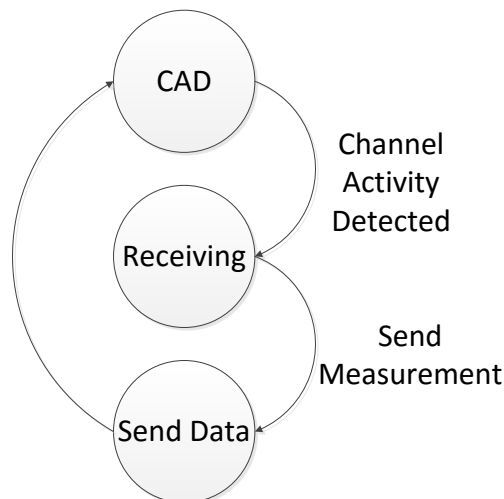 CAD
Channel
Activity
Detected
Receiving
Send
Measurement
Send Data